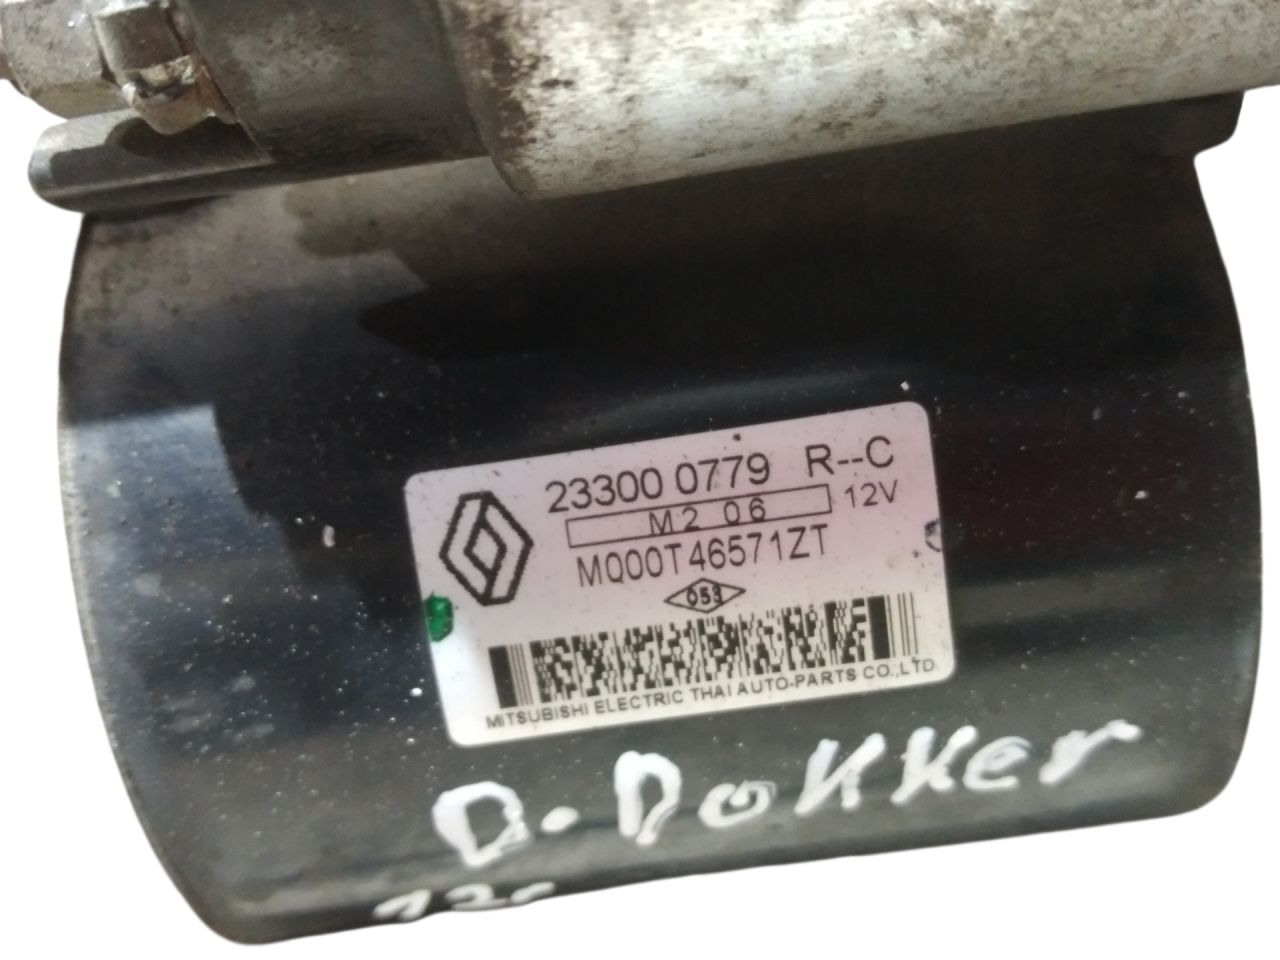 23300 0779 R--C
M2 06 12V
MQ00T46571ZT
053
MITSUBISHI ELECTRIC THAI AUTO-PARTS CO.,LTD
D. Dokker